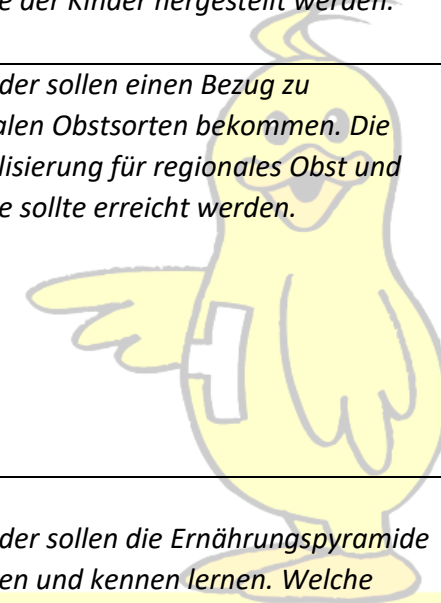 e der Kinder hergestellt werden.
der sollen einen Bezug zu
alen Obstsorten bekommen. Die
lisierung für regionales Obst und
e sollte erreicht werden.
der sollen die Ernährungspyramide
en und kennen lernen. Welche